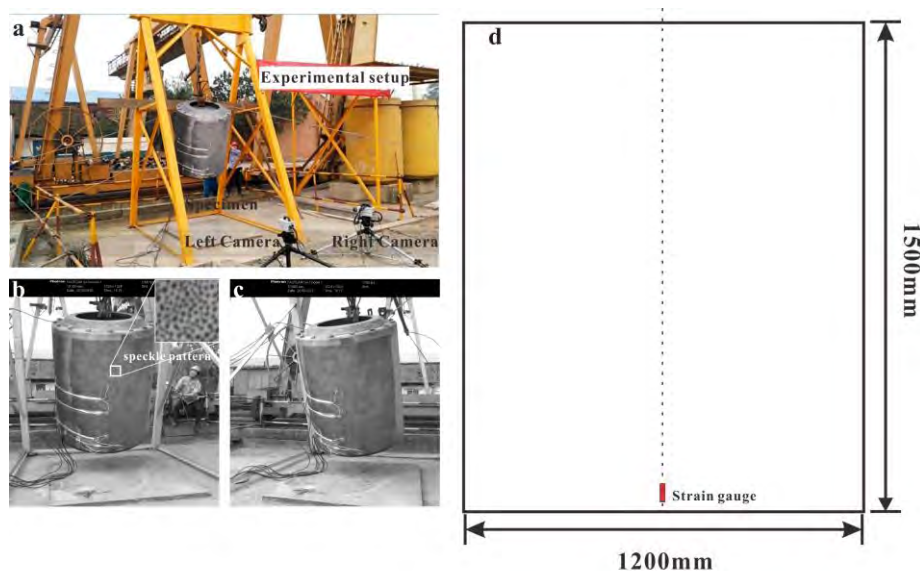 a
Experimental setup
Specimen
Left Camera
Right Camera
b
speckle pattern
c
d
Strain gauge
1500mm
1200mm